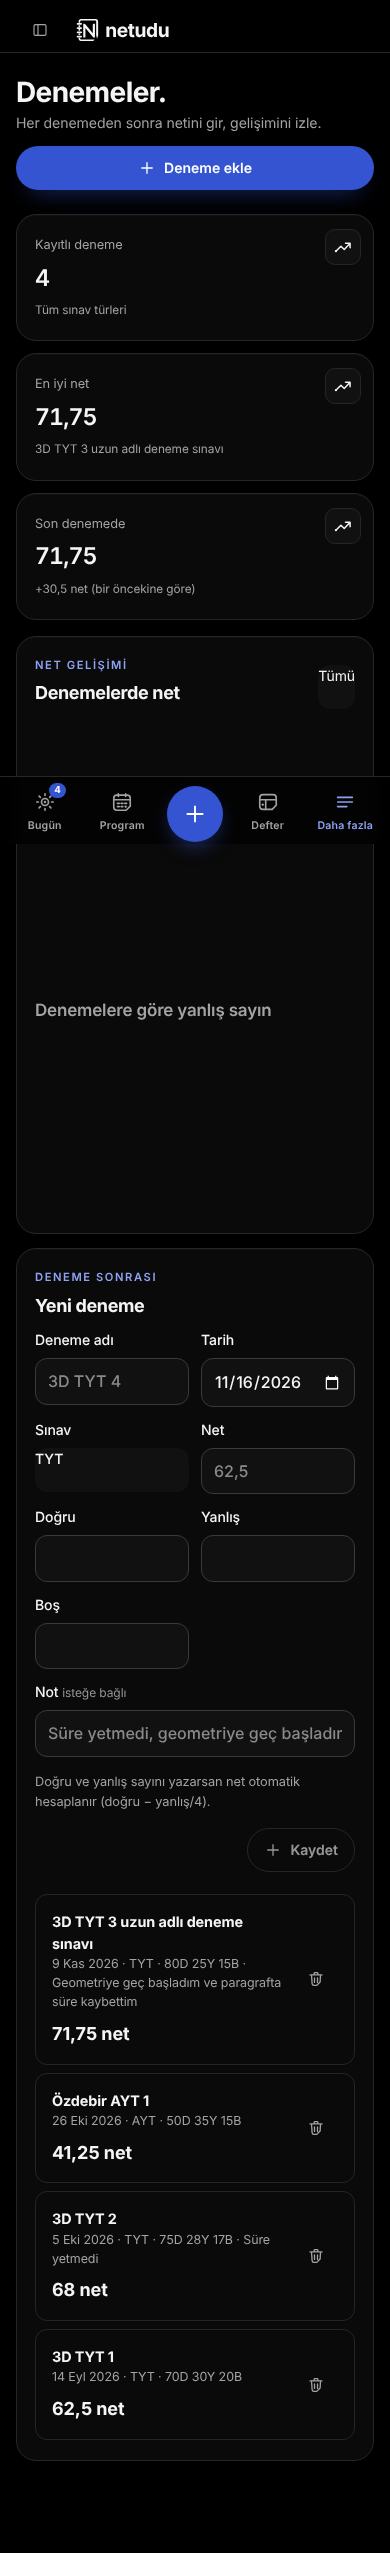 netudu
Denemeler.
Her denemeden sonra netini gir, gelişimini izle.
Deneme ekle
Kayıtlı deneme
4
Tüm sınav türleri
En iyi net
71,75
3D TYT 3 uzun adlı deneme sınavı
Son denemede
71,75
+30,5 net (bir öncekine göre)
NET GELİŞİMİ
Denemelerde net
Tümü
4
Bugün
Program
Defter
Daha fazla
Denemelere göre yanlış sayın
DENEME SONRASI
Yeni deneme
Deneme adı
Tarih
3D TYT 4
11/16/2026
Sınav
Net
TYT
62,5
Doğru
Yanlış
Boş
Not isteğe bağlı
Süre yetmedi, geometriye geç başladır
Doğru ve yanlış sayını yazarsan net otomatik
hesaplanır (doğru − yanlış/4).
Kaydet
3D TYT 3 uzun adlı deneme
sınavı
9 Kas 2026 · TYT · 80D 25Y 15B ·
Geometriye geç başladım ve paragrafta
süre kaybettim
71,75 net
Özdebir AYT 1
26 Eki 2026 · AYT · 50D 35Y 15B
41,25 net
3D TYT 2
5 Eki 2026 · TYT · 75D 28Y 17B · Süre
yetmedi
68 net
3D TYT 1
14 Eyl 2026 · TYT · 70D 30Y 20B
62,5 net